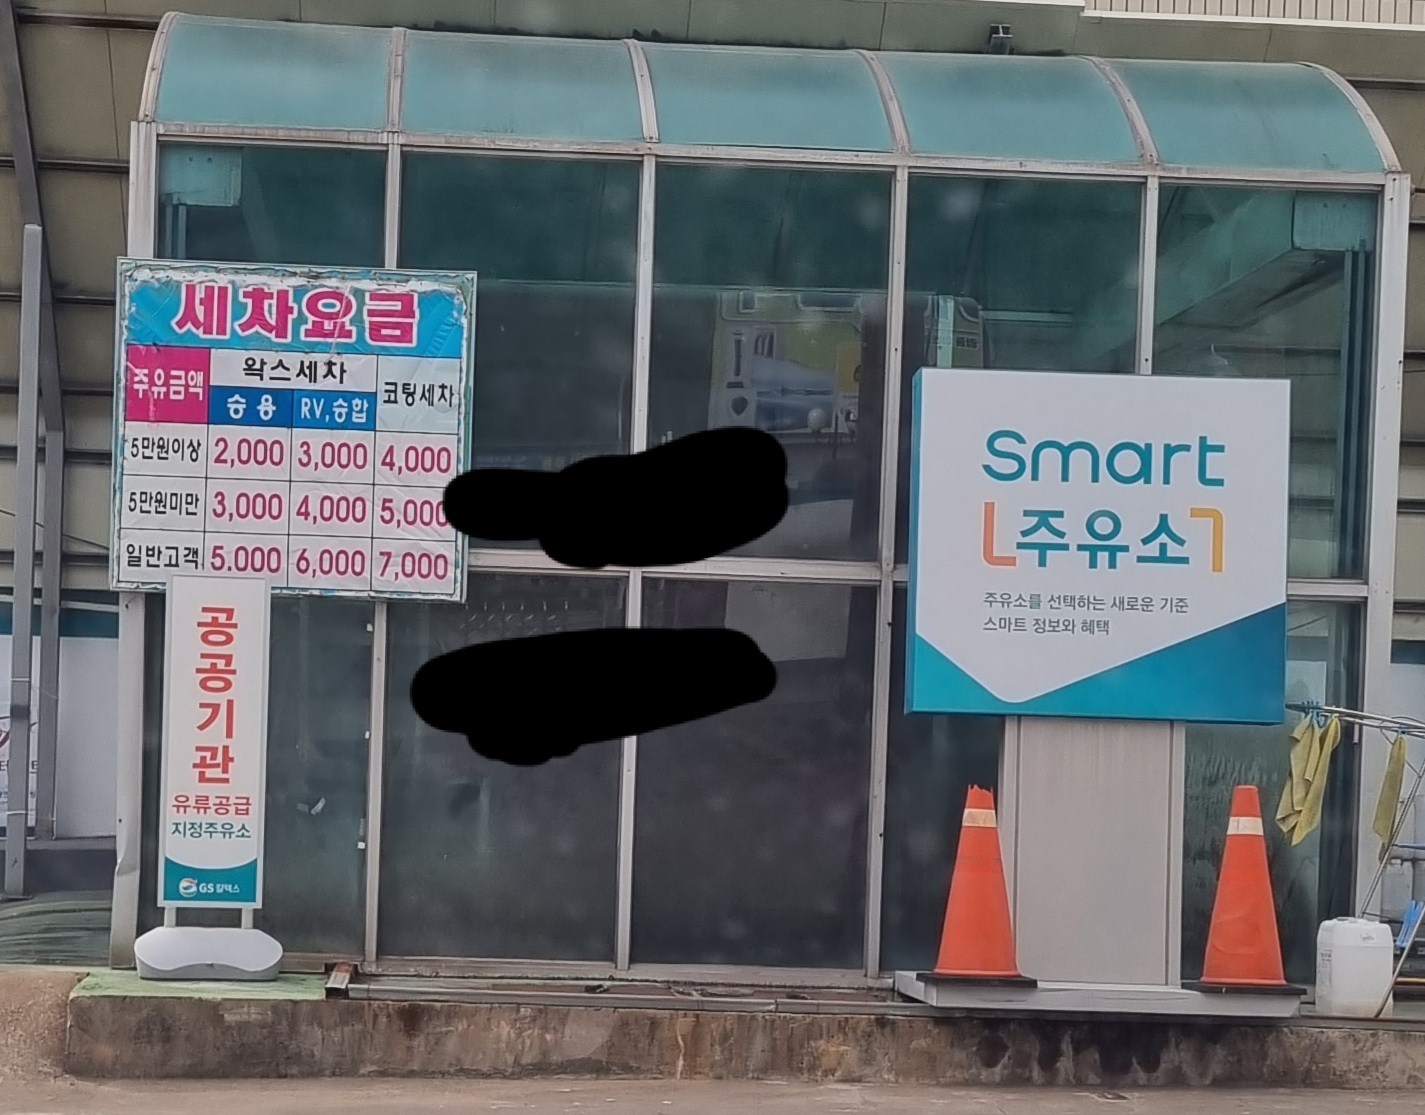 세차요금
주유금액 왁스세차 코팅세차
승용 RV,승합
5만원이상 2,000 3,000 4,000
5만원미만 3,000 4,000 5,000
일반고객 5.000 6,000 7,000
공공기관
유류공급
지정주유소
GS칼텍스
Smart
주유소
주유소를 선택하는 새로운 기준
스마트 정보와 혜택